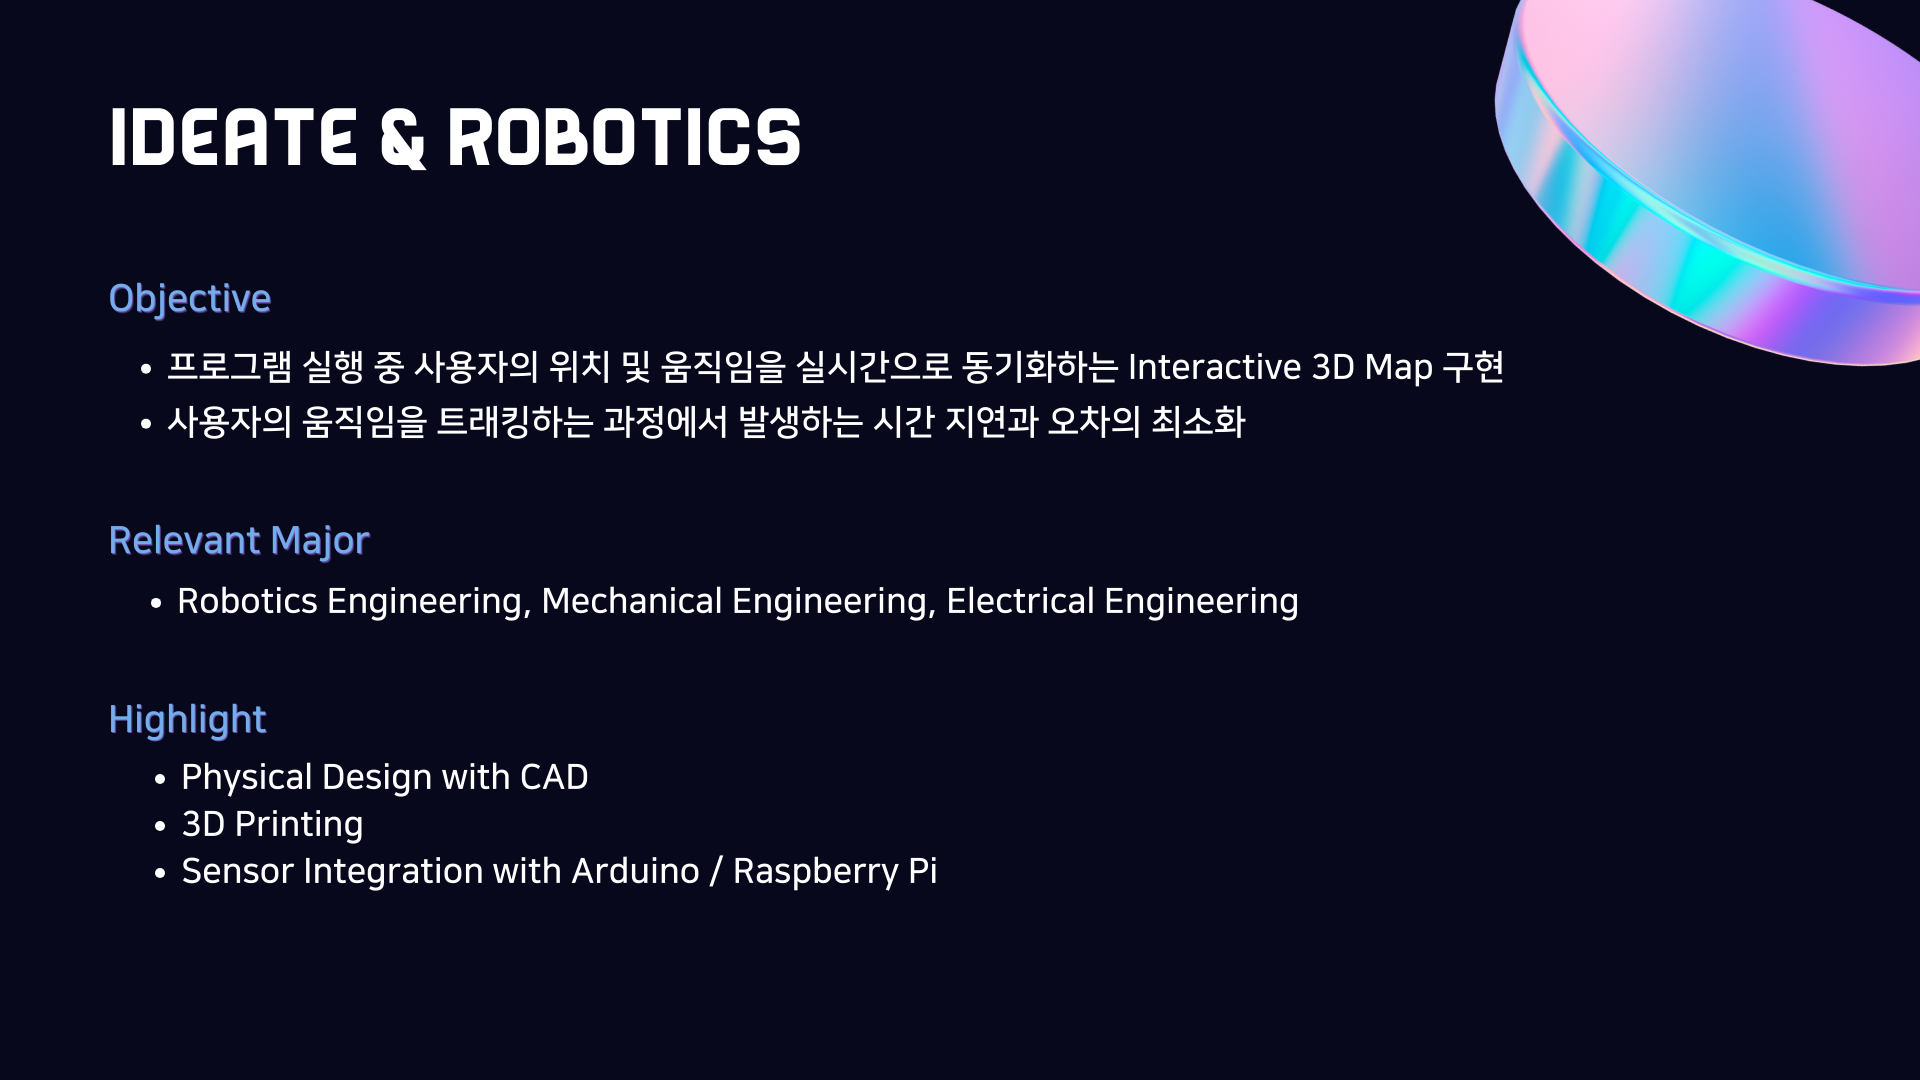 IDEATE & ROBOTICS
Objective
• 프로그램 실행 중 사용자의 위치 및 움직임을 실시간으로 동기화하는 Interactive 3D Map 구현
• 사용자의 움직임을 트래킹하는 과정에서 발생하는 시간 지연과 오차의 최소화
Relevant Major
• Robotics Engineering, Mechanical Engineering, Electrical Engineering
Highlight
• Physical Design with CAD
• 3D Printing
• Sensor Integration with Arduino / Raspberry Pi